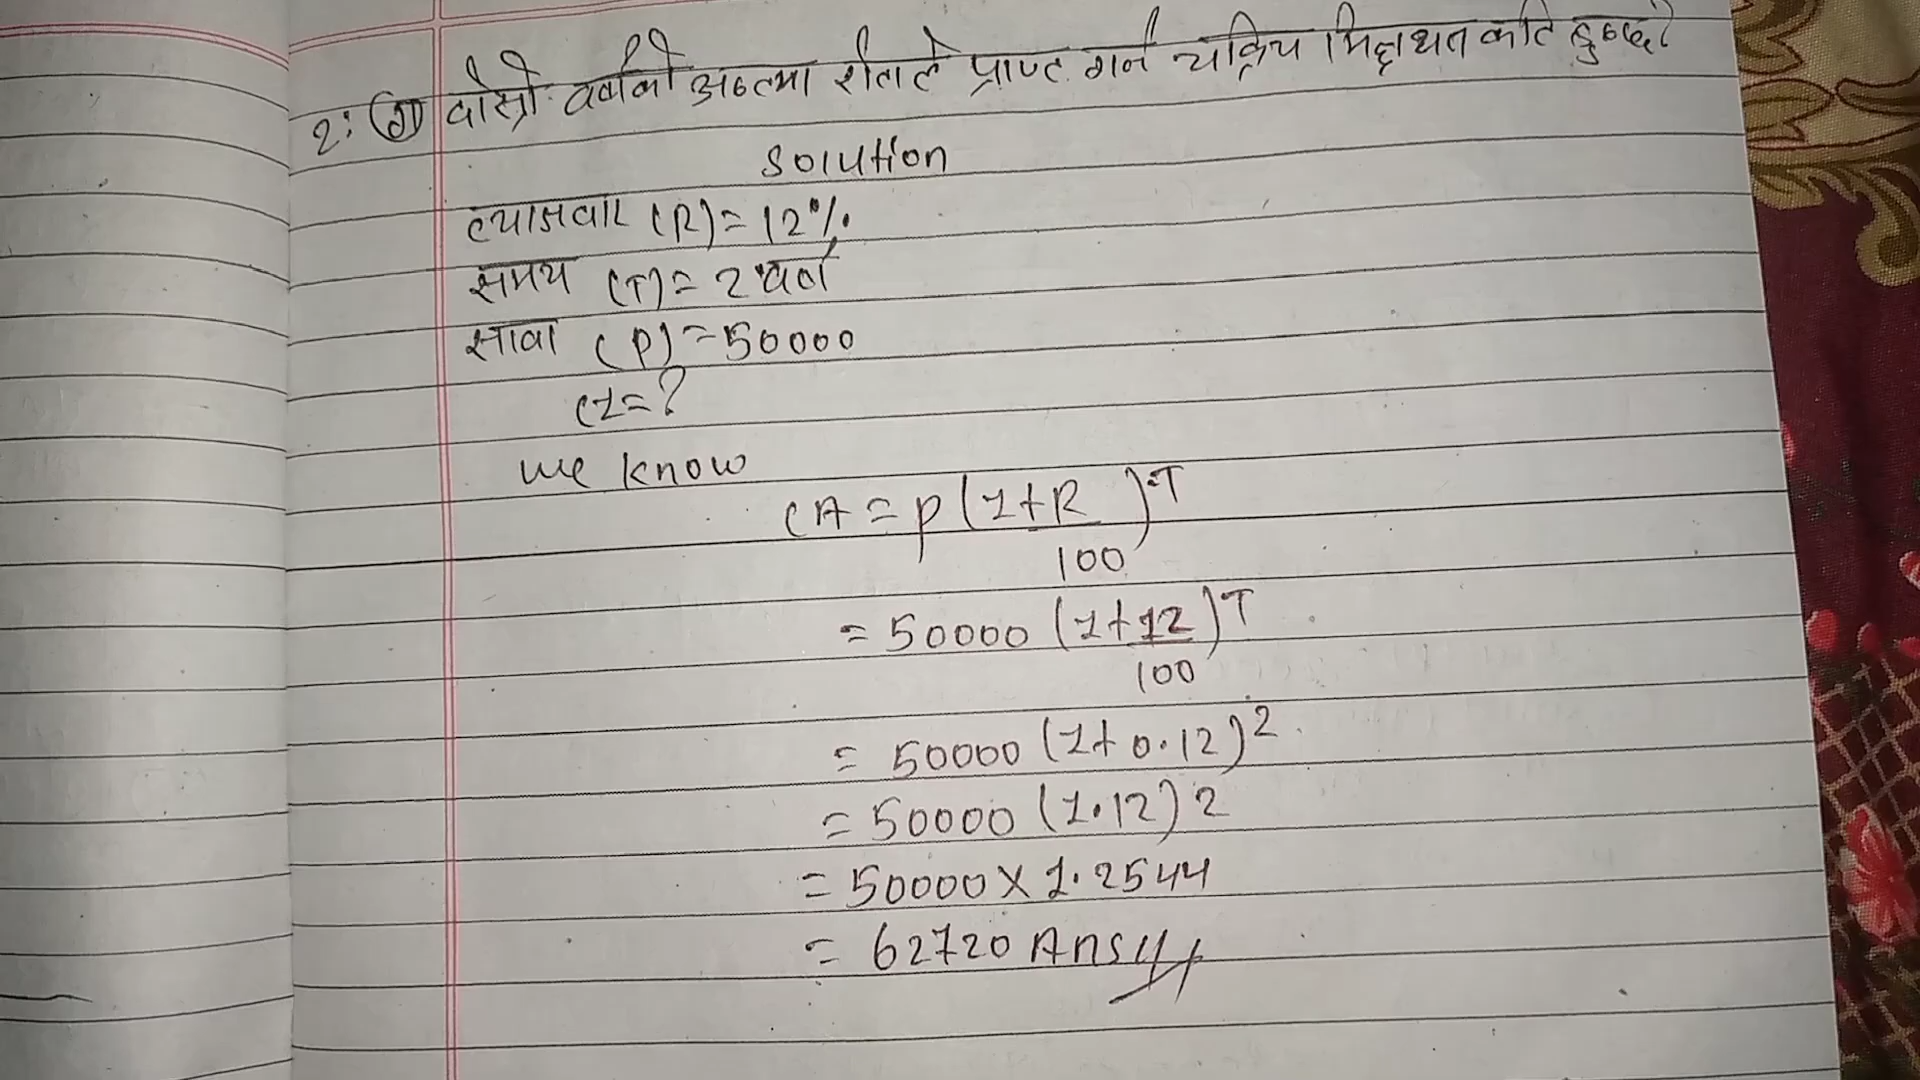 2. (ग) दोस्रो वर्षको अन्त्यमा रीताले प्राप्त गर्ने चक्रिय मिश्रधन कति हुन्छ?
Solution
ब्याजदर (R) = 12%
समय (T) = 2 वर्ष
सावा (P) = 50000
CI = ?
we know
CA = P(1+R/100)^T
= 50000 (1+12/100)^T
= 50000 (1+0.12)^2
= 50000 (1.12) 2
= 50000 x 1.2544
= 62720 Ans